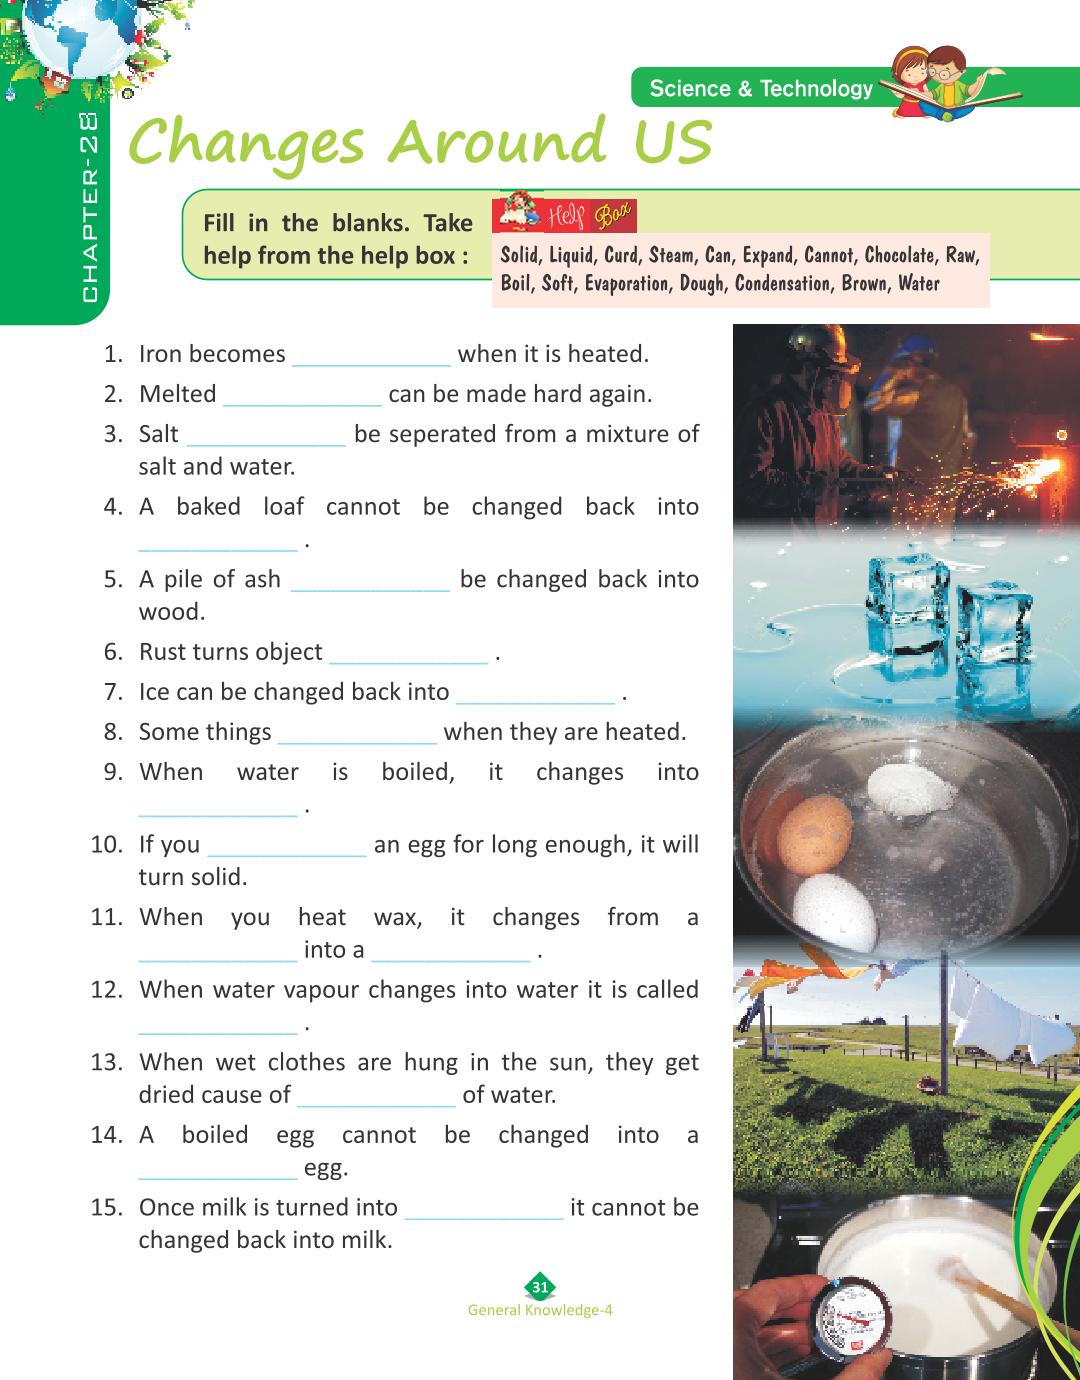 Science & Technology
CHAPTER-28
Changes Around US
Fill in the blanks. Take
help from the help box :
Help Box
Solid, Liquid, Curd, Steam, Can, Expand, Cannot, Chocolate, Raw,
Boil, Soft, Evaporation, Dough, Condensation, Brown, Water
1. Iron becomes ____________ when it is heated.
2. Melted ____________ can be made hard again.
3. Salt ____________ be seperated from a mixture of
salt and water.
4. A baked loaf cannot be changed back into
____________ .
5. A pile of ash ____________ be changed back into
wood.
6. Rust turns object ____________ .
7. Ice can be changed back into ____________ .
8. Some things ____________ when they are heated.
9. When water is boiled, it changes into
____________ .
10. If you ____________ an egg for long enough, it will
turn solid.
11. When you heat wax, it changes from a
____________ into a ____________ .
12. When water vapour changes into water it is called
____________ .
13. When wet clothes are hung in the sun, they get
dried cause of ____________ of water.
14. A boiled egg cannot be changed into a
____________ egg.
15. Once milk is turned into ____________ it cannot be
changed back into milk.
31
General Knowledge-4